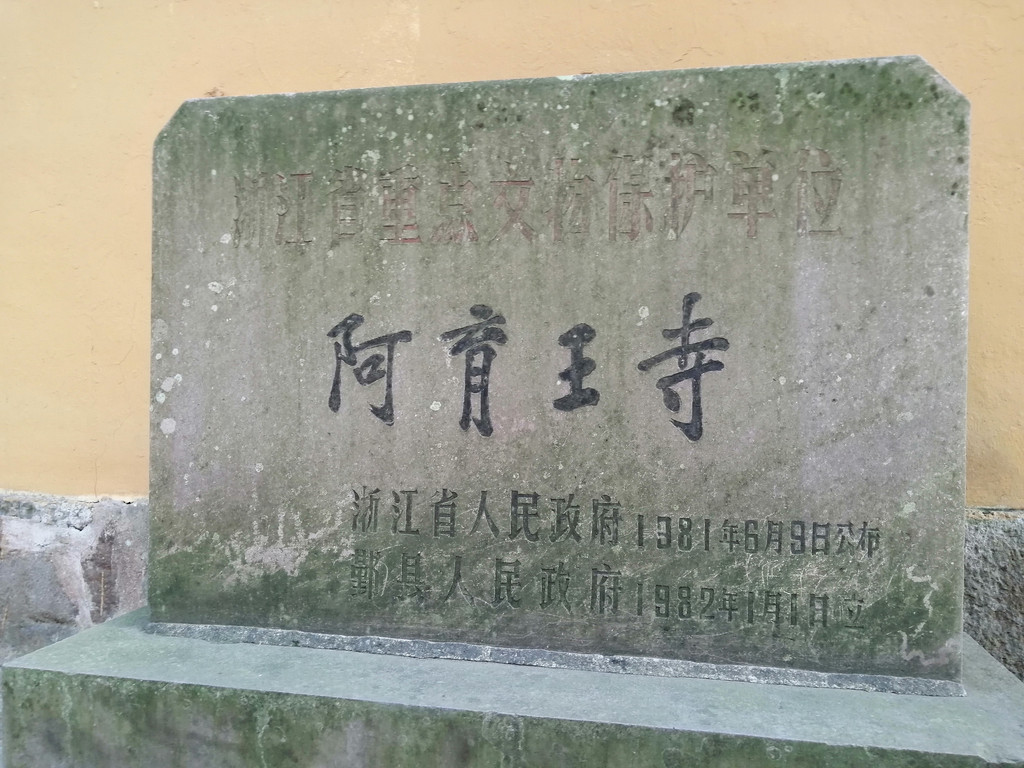 浙江省重点文物保护单位
阿育王寺
浙江省人民政府1981年6月9日公布
鄞县人民政府1982年1月1日立